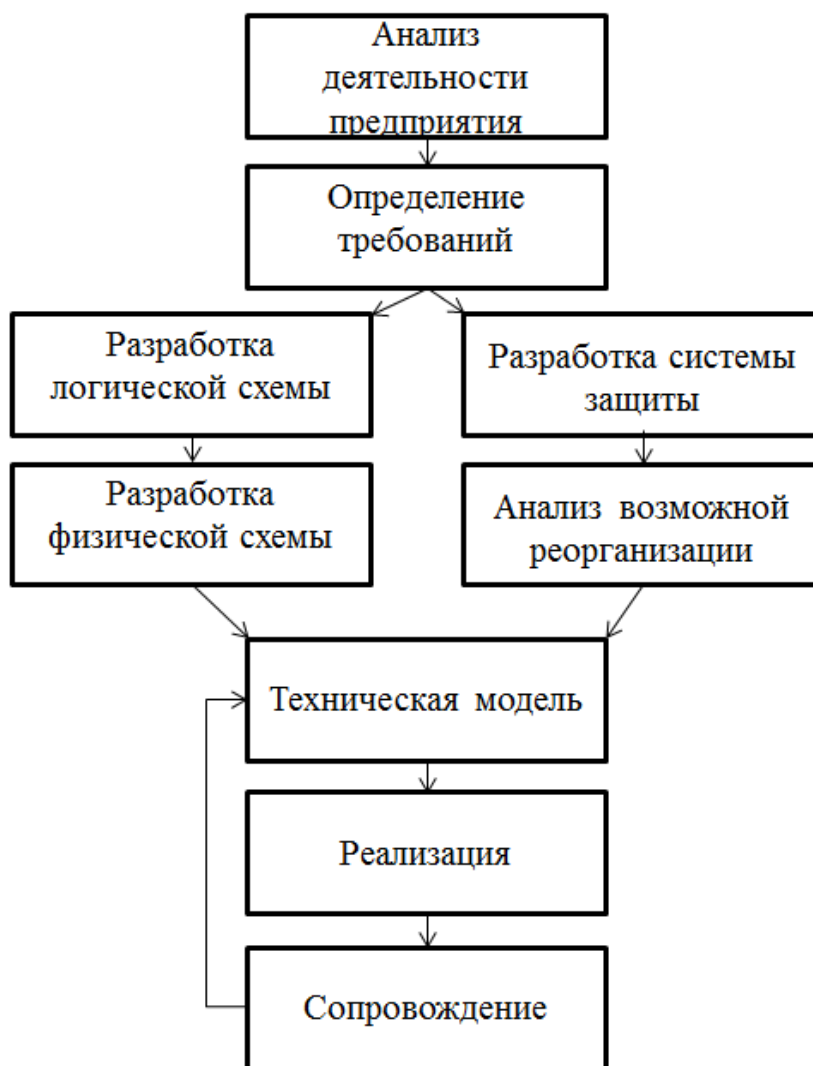 Анализ
деятельности
предприятия
Определение
требований
Разработка
логической схемы
Разработка системы
защиты
Разработка
физической схемы
Анализ возможной
реорганизации
Техническая модель
Реализация
Сопровождение